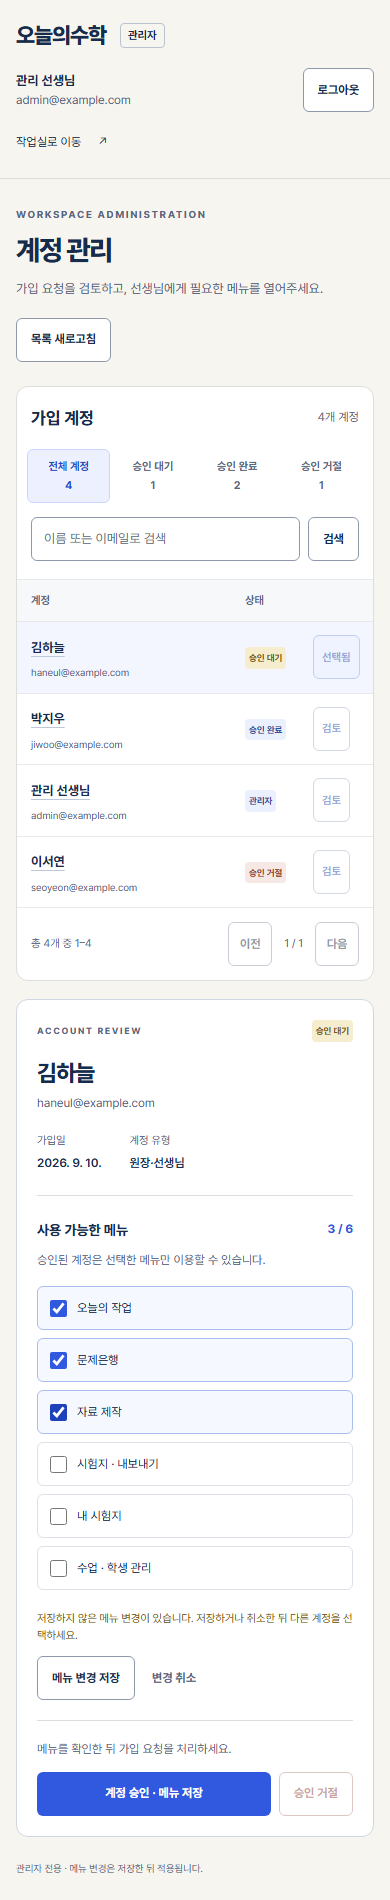 오늘의수학 관리자
관리 선생님
admin@example.com
로그아웃
작업실로 이동 ↗
WORKSPACE ADMINISTRATION
계정 관리
가입 요청을 검토하고, 선생님에게 필요한 메뉴를 열어주세요.
목록 새로고침
가입 계정 4개 계정
전체 계정 승인 대기 승인 완료 승인 거절
4 1 2 1
이름 또는 이메일로 검색 검색
계정 상태
김하늘 승인 대기 선택됨
haneul@example.com
박지우 승인 완료 검토
jiwoo@example.com
관리 선생님 관리자 검토
admin@example.com
이서연 승인 거절 검토
seoyeon@example.com
총 4개 중 1–4 이전 1 / 1 다음
ACCOUNT REVIEW 승인 대기
김하늘
haneul@example.com
가입일 계정 유형
2026. 9. 10. 원장·선생님
사용 가능한 메뉴 3 / 6
승인된 계정은 선택한 메뉴만 이용할 수 있습니다.
오늘의 작업
문제은행
자료 제작
시험지 · 내보내기
내 시험지
수업 · 학생 관리
저장하지 않은 메뉴 변경이 있습니다. 저장하거나 취소한 뒤 다른 계정을 선
택하세요.
메뉴 변경 저장 변경 취소
메뉴를 확인한 뒤 가입 요청을 처리하세요.
계정 승인 · 메뉴 저장 승인 거절
관리자 전용 · 메뉴 변경은 저장한 뒤 적용됩니다.